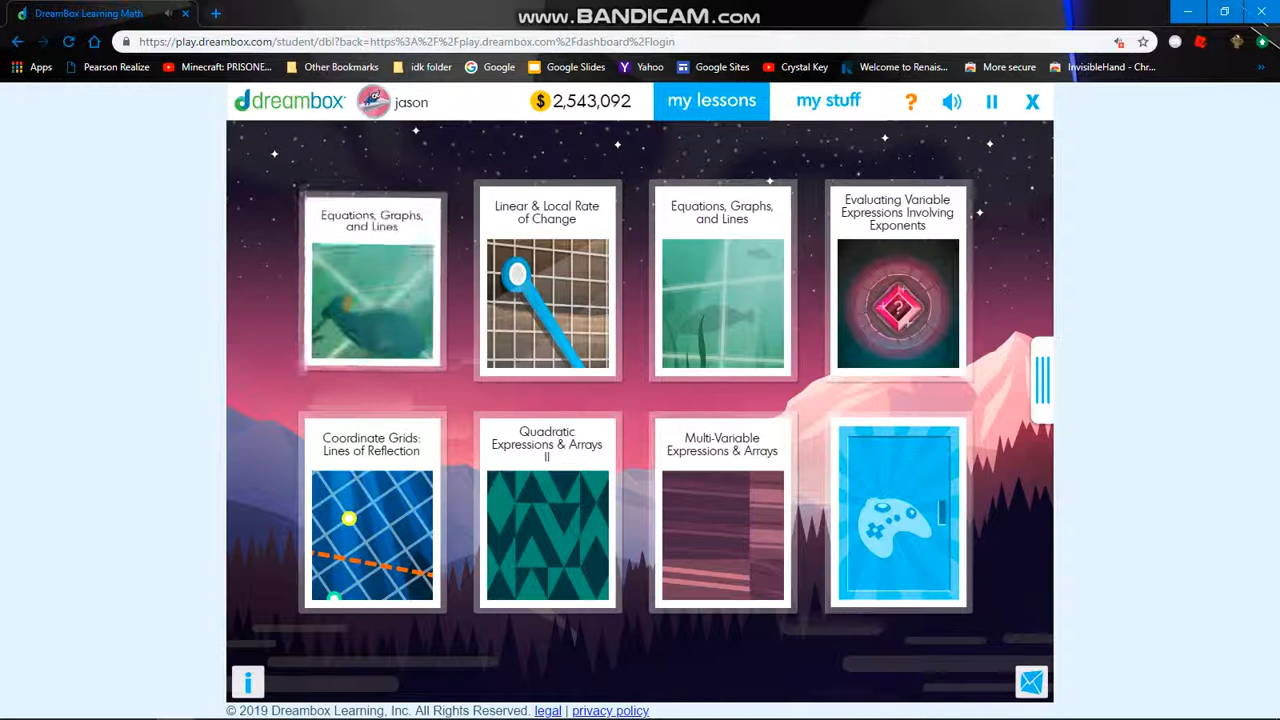 www.BANDICAM.com
DreamBox Learning Math
https://play.dreambox.com/student/dbl?back=https%3A%2F%2Fplay.dreambox.com%2Fdashboard%2Flogin
Apps
Pearson Realize
Minecraft: PRISONE...
Other Bookmarks
idk folder
Google
Google Slides
Yahoo
Google Sites
Crystal Key
Welcome to Renais...
More secure
InvisibleHand - Chr...
dreambox
jason
$ 2,543,092
my lessons
my stuff
?
X
Equations, Graphs,
and Lines
Linear & Local Rate
of Change
Equations, Graphs,
and Lines
Evaluating Variable
Expressions Involving
Exponents
?
Coordinate Grids:
Lines of Reflection
Quadratic
Expressions & Arrays
II
Multi-Variable
Expressions & Arrays
i
© 2019 Dreambox Learning, Inc. All Rights Reserved. legal | privacy policy